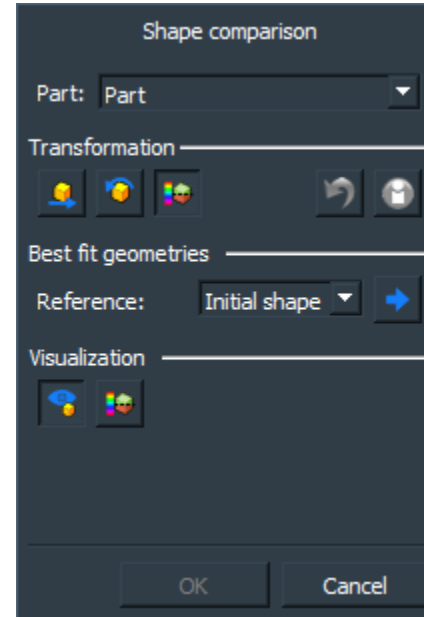 Shape comparison
Part: Part
Transformation
Best fit geometries
Reference: Initial shape
Visualization
OK Cancel